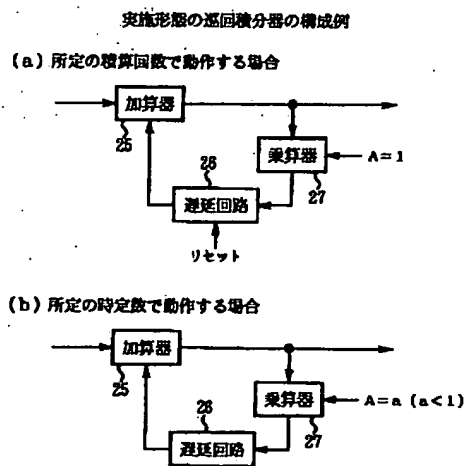 実施形態の巡回積分器の構成例
(a) 所定の積算回数で動作する場合
加算器
25
乗算器
A=1
27
26
遅延回路
リセット
(b) 所定の時定数で動作する場合
加算器
25
乗算器
A=a (a<1)
27
26
遅延回路